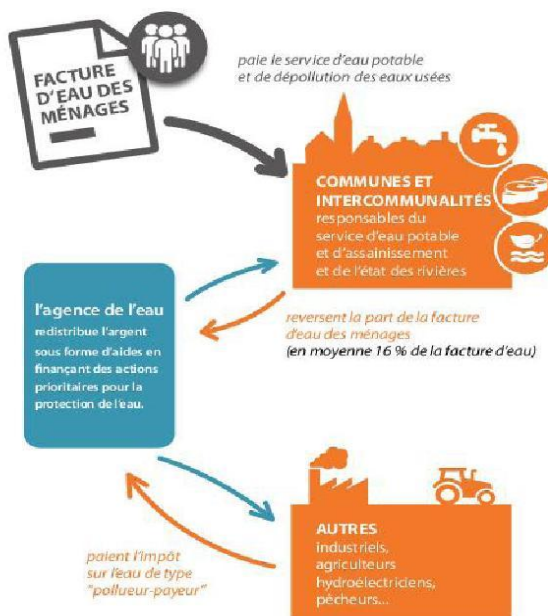 FACTURE
D'EAU DES
MÉNAGES
paie le service d'eau potable
et de dépollution des eaux usées
COMMUNES ET
INTERCOMMUNALITÉS
responsables du
service d'eau potable
et d'assainissement
et de l'état des rivières
l'agence de l'eau
redistribue l'argent
sous forme d'aides en
finançant des actions
prioritaires pour la
protection de l'eau.
reversent la part de la facture
d'eau des ménages
(en moyenne 16 % de la facture d'eau)
AUTRES
industriels,
agriculteurs
hydroélectriciens,
pêcheurs...
paient l'impôt
sur l'eau de type
"pollueur-payeur"